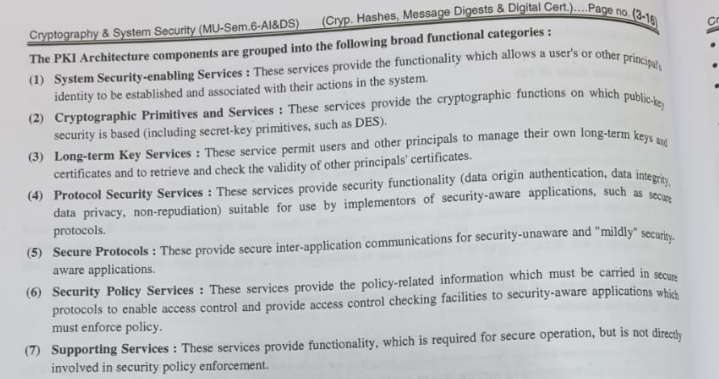 Cryptography & System Security (MU-Sem.6-AI&DS) (Cryp. Hashes, Message Digests & Digital Cert.)....Page no. (3-16)
The PKI Architecture components are grouped into the following broad functional categories :
(1) System Security-enabling Services : These services provide the functionality which allows a user's or other principal's
identity to be established and associated with their actions in the system.
(2) Cryptographic Primitives and Services : These services provide the cryptographic functions on which public-key
security is based (including secret-key primitives, such as DES).
(3) Long-term Key Services : These service permit users and other principals to manage their own long-term keys and
certificates and to retrieve and check the validity of other principals' certificates.
(4) Protocol Security Services : These services provide security functionality (data origin authentication, data integrity,
data privacy, non-repudiation) suitable for use by implementors of security-aware applications, such as secure
protocols.
(5) Secure Protocols : These provide secure inter-application communications for security-unaware and "mildly" security-
aware applications.
(6) Security Policy Services : These services provide the policy-related information which must be carried in secure
protocols to enable access control and provide access control checking facilities to security-aware applications which
must enforce policy.
(7) Supporting Services : These services provide functionality, which is required for secure operation, but is not directly
involved in security policy enforcement.